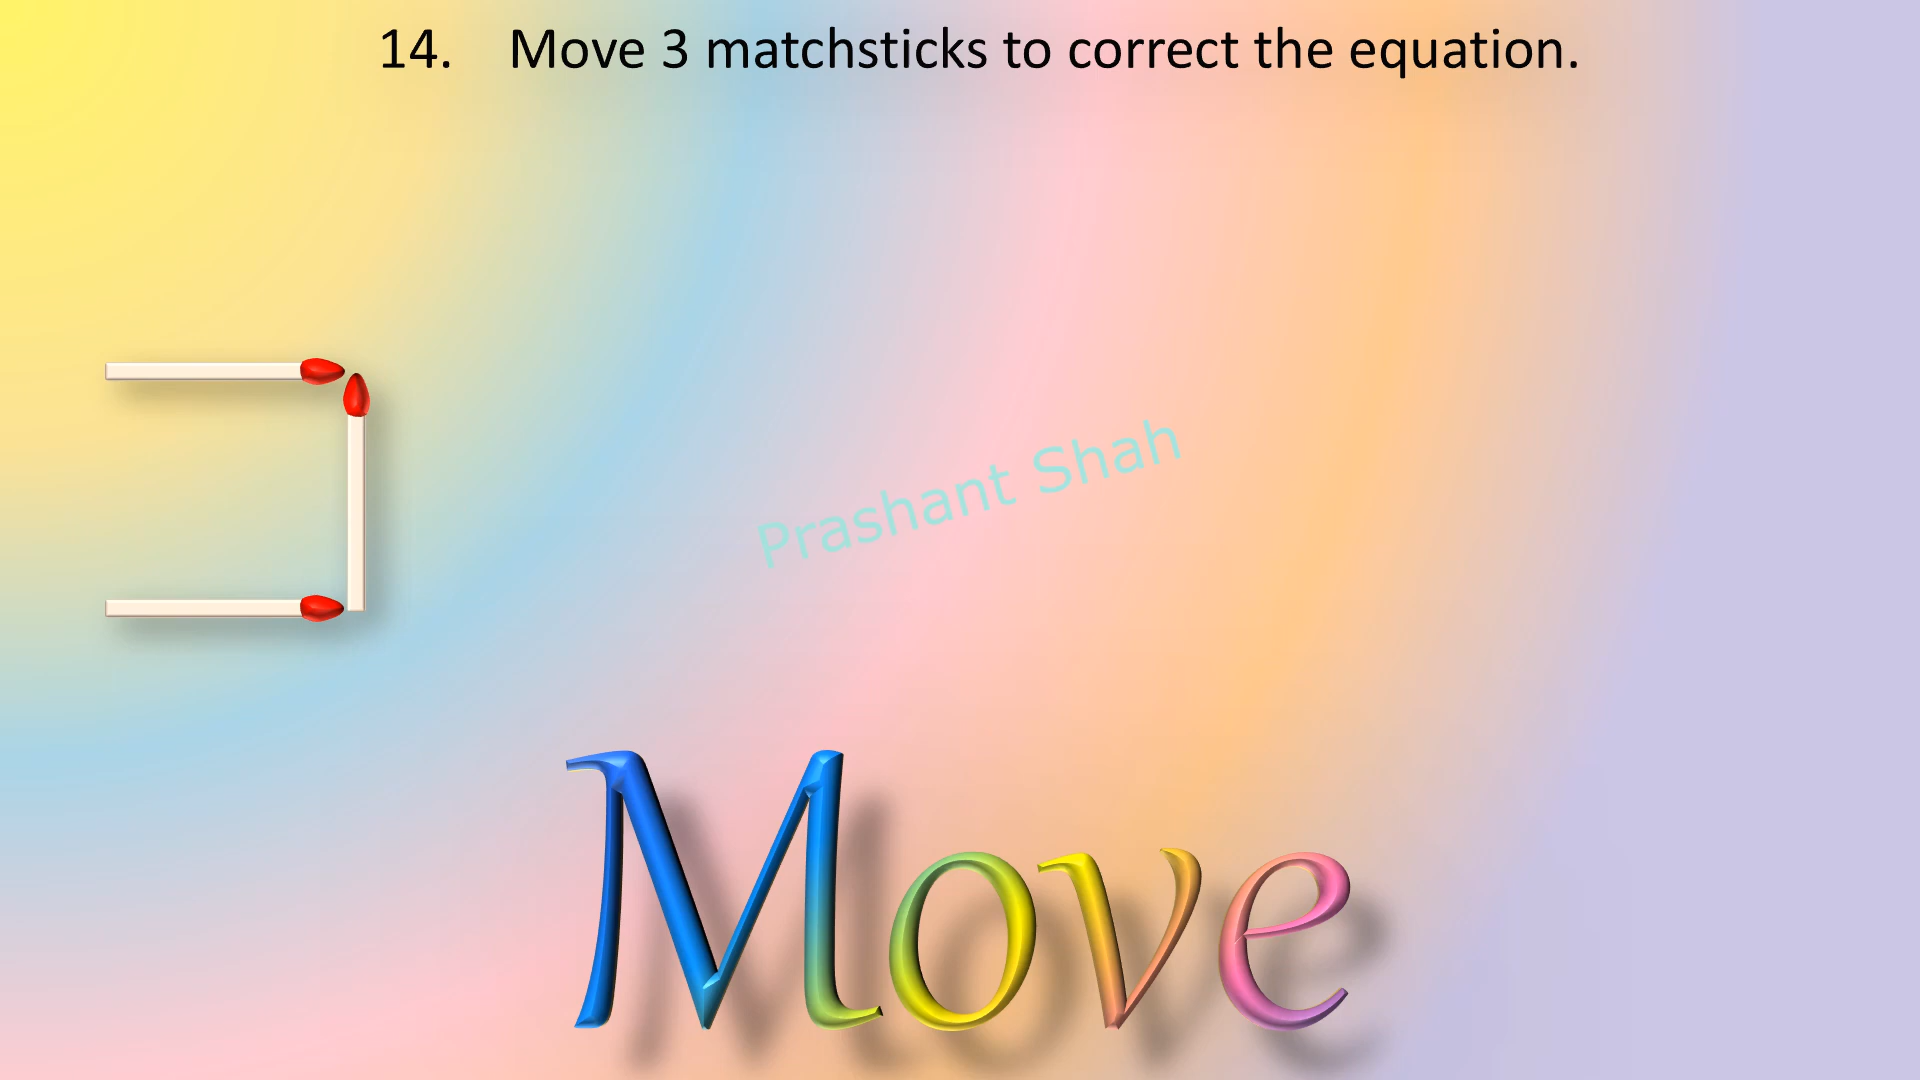 14. Move 3 matchsticks to correct the equation.
Prashant Shah
Move